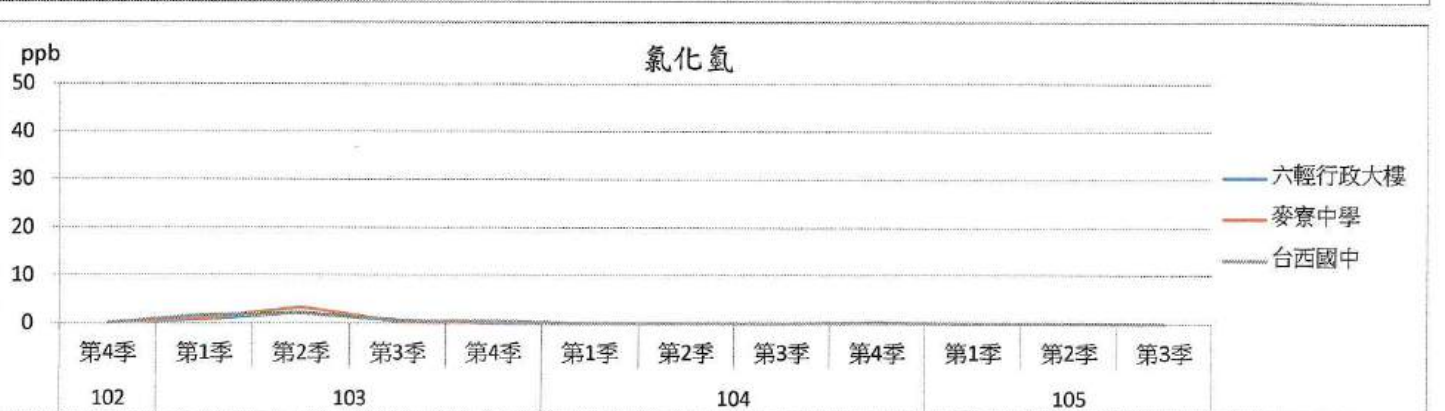 氯化氫
ppb
50
40
30
20
10
0
第4季 第1季 第2季 第3季 第4季 第1季 第2季 第3季 第4季 第1季 第2季 第3季
102 103 104 105
六輕行政大樓
麥寮中學
台西國中